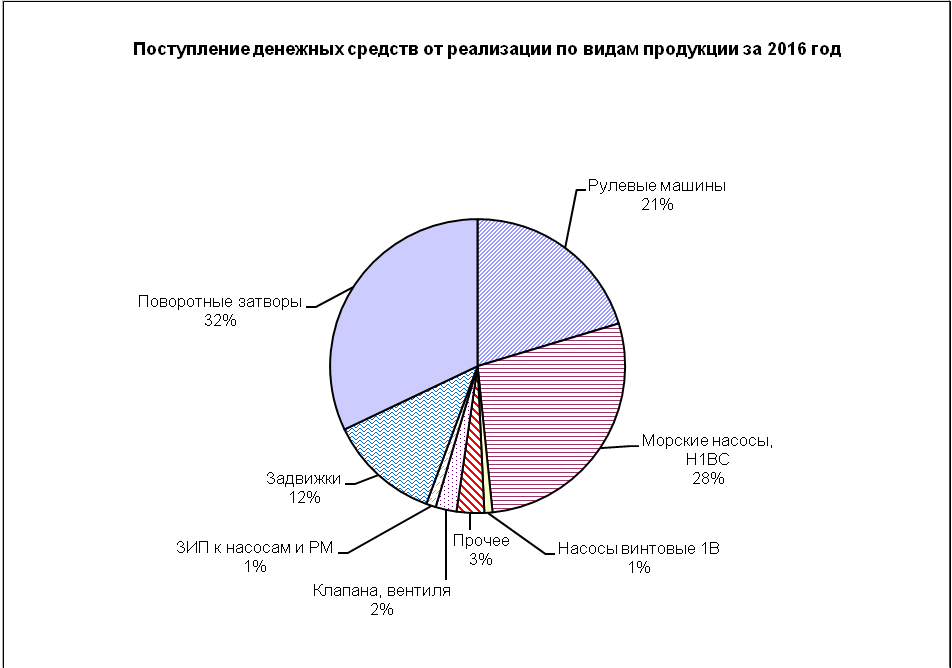 Поступление денежных средств от реализации по видам продукции за 2016 год
Рулевые машины
21%
Поворотные затворы
32%
Морские насосы,
Н1ВС
28%
Задвижки
12%
Прочее
3%
ЗИП к насосам и РМ
1%
Насосы винтовые 1В
1%
Клапана, вентиля
2%